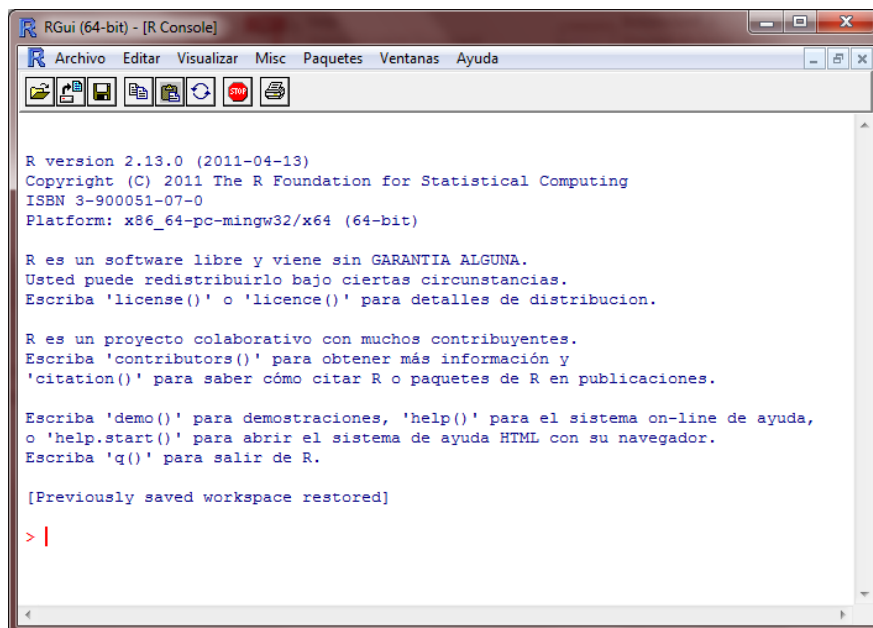 RGui (64-bit) - [R Console]
R Archivo Editar Visualizar Misc Paquetes Ventanas Ayuda
STOP
R version 2.13.0 (2011-04-13)
Copyright (C) 2011 The R Foundation for Statistical Computing
ISBN 3-900051-07-0
Platform: x86_64-pc-mingw32/x64 (64-bit)
R es un software libre y viene sin GARANTIA ALGUNA.
Usted puede redistribuirlo bajo ciertas circunstancias.
Escriba 'license()' o 'licence()' para detalles de distribucion.
R es un proyecto colaborativo con muchos contribuyentes.
Escriba 'contributors()' para obtener más información y
'citation()' para saber cómo citar R o paquetes de R en publicaciones.
Escriba 'demo()' para demostraciones, 'help()' para el sistema on-line de ayuda,
o 'help.start()' para abrir el sistema de ayuda HTML con su navegador.
Escriba 'q()' para salir de R.
[Previously saved workspace restored]
>